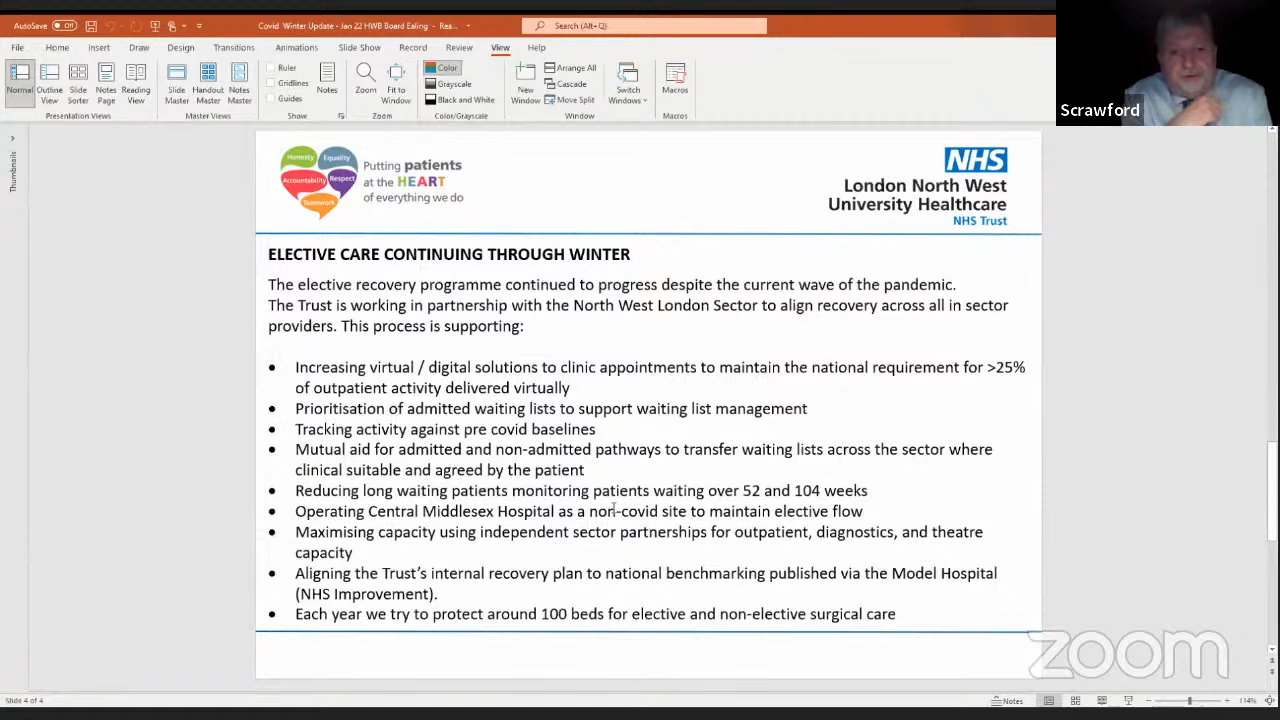 AutoSave
Off
Covid Winter Update - Jan 22 HWB Board Ealing - Rea...
Search (Alt+Q)
File
Home
Insert
Draw
Design
Transitions
Animations
Slide Show
Record
Review
View
Help
Normal
Outline View
Slide Sorter
Notes Page
Reading View
Presentation Views
Slide Master
Handout Master
Notes Master
Master Views
Ruler
Gridlines
Guides
Show
Notes
Zoom
Fit to Window
Zoom
Color
Grayscale
Black and White
Color/Grayscale
New Window
Arrange All
Cascade
Move Split
Window
Switch Windows
Macros
Macros
Scrawford
Thumbnails
Honesty
Equality
Accountability
Respect
Teamwork
Putting patients
at the HEART
of everything we do
NHS
London North West
University Healthcare
NHS Trust
ELECTIVE CARE CONTINUING THROUGH WINTER
The elective recovery programme continued to progress despite the current wave of the pandemic.
The Trust is working in partnership with the North West London Sector to align recovery across all in sector
providers. This process is supporting:
• Increasing virtual / digital solutions to clinic appointments to maintain the national requirement for >25%
of outpatient activity delivered virtually
• Prioritisation of admitted waiting lists to support waiting list management
• Tracking activity against pre covid baselines
• Mutual aid for admitted and non-admitted pathways to transfer waiting lists across the sector where
clinical suitable and agreed by the patient
• Reducing long waiting patients monitoring patients waiting over 52 and 104 weeks
• Operating Central Middlesex Hospital as a non-covid site to maintain elective flow
• Maximising capacity using independent sector partnerships for outpatient, diagnostics, and theatre
capacity
• Aligning the Trust's internal recovery plan to national benchmarking published via the Model Hospital
(NHS Improvement).
• Each year we try to protect around 100 beds for elective and non-elective surgical care
zoom
Slide 4 of 4
Notes
114%